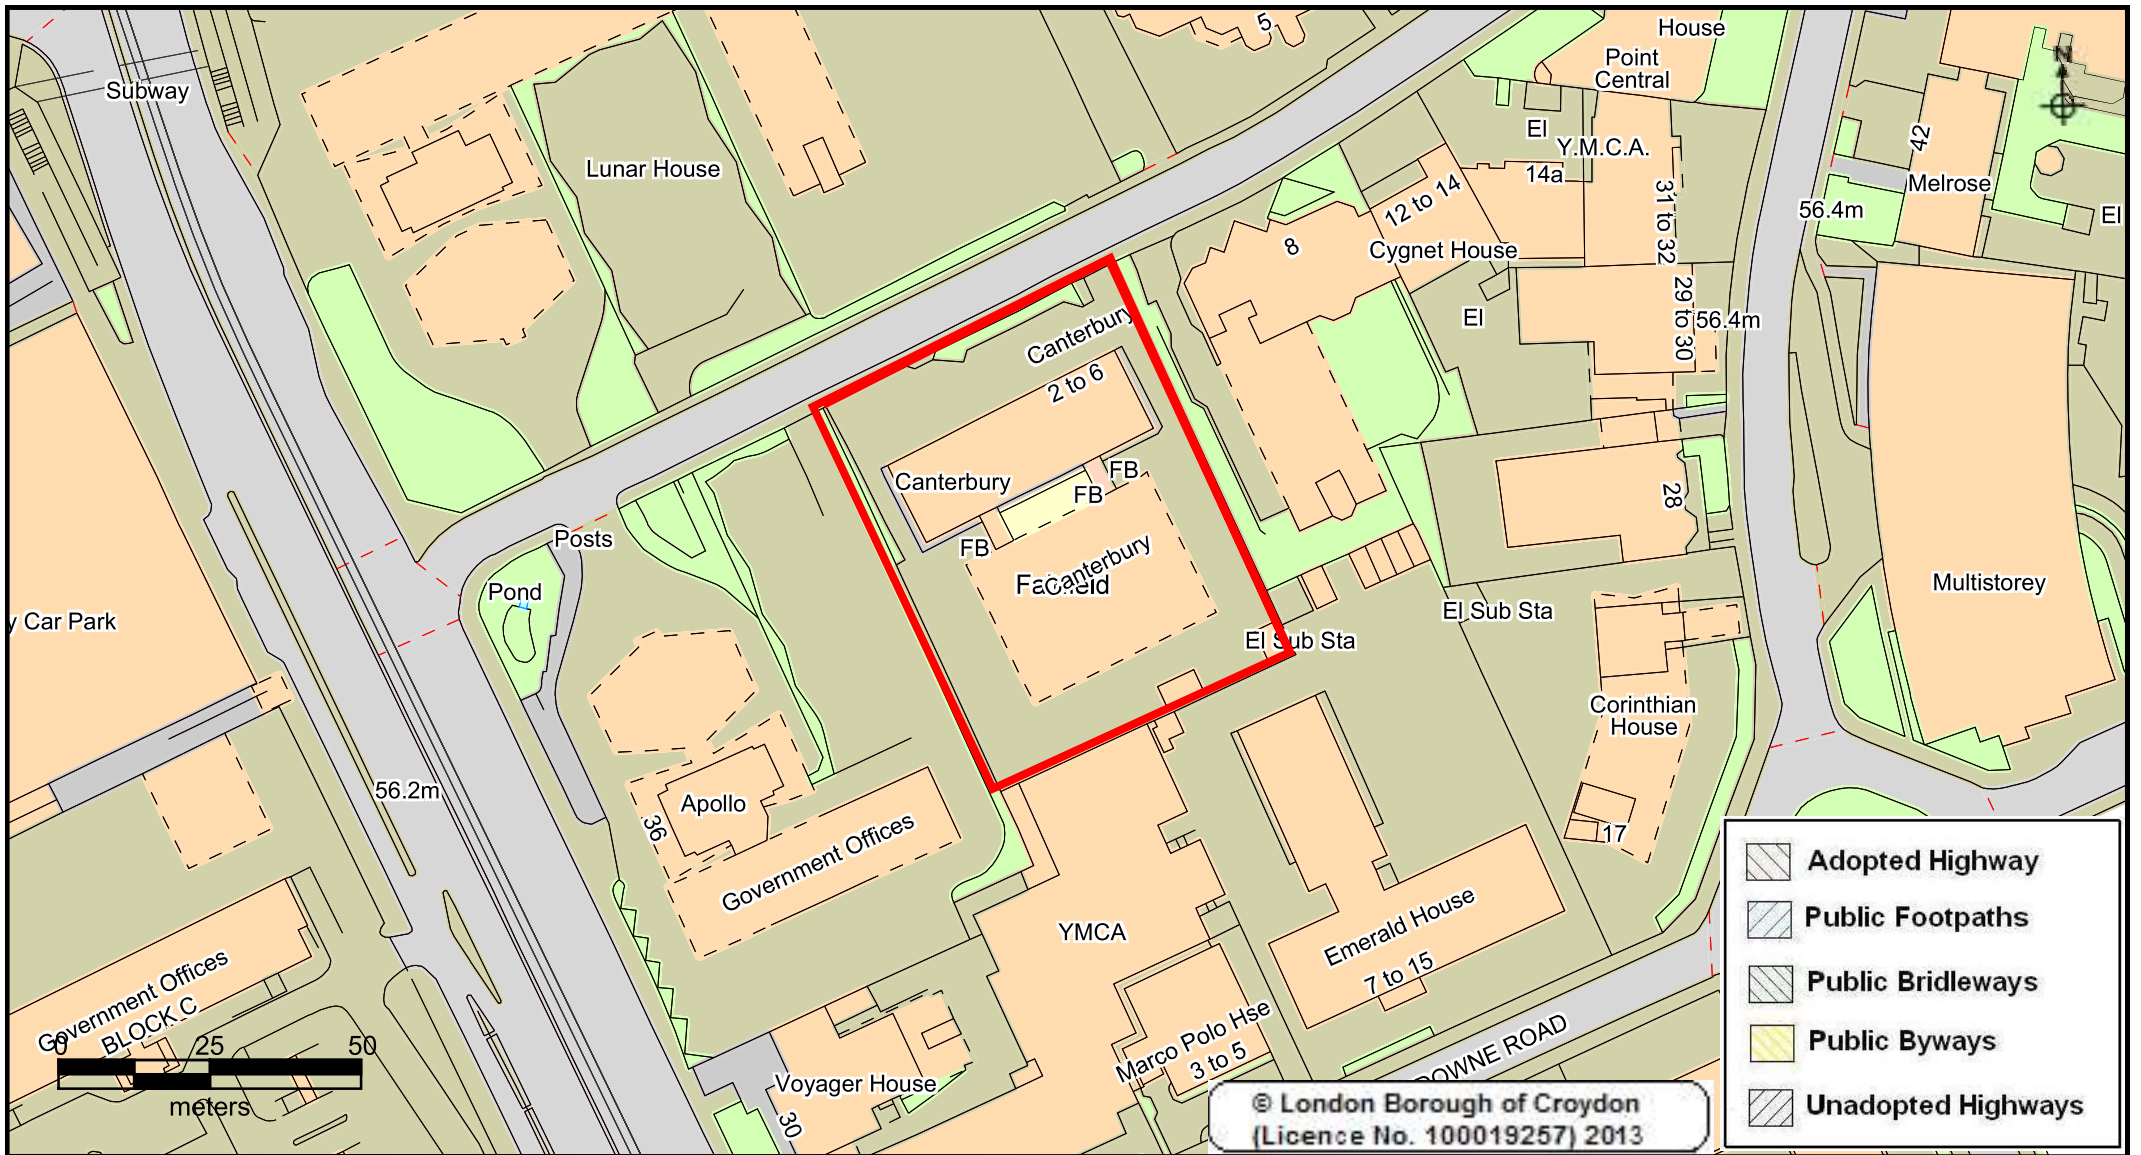 5
House
Point
Central
N
Subway
El
Y.M.C.A.
42
Lunar House
14a
Melrose
12 to 14
31 to 32
56.4m
El
8
Cygnet House
29 to 30
El
56.4m
Canterbury
2 to 6
Canterbury
FB
FB
28
FB
Posts
Canterbury
Pond
Multistorey
El Sub Sta
y Car Park
El Sub Sta
Corinthian
House
56.2m
Apollo
36
17
Government Offices
YMCA
Emerald House
7 to 15
Government Offices
BLOCK C
Marco Polo Hse
3 to 5
Voyager House
30
DOWNE ROAD
0 25 50
meters
Adopted Highway
Public Footpaths
Public Bridleways
Public Byways
Unadopted Highways
© London Borough of Croydon
(Licence No. 100019257) 2013